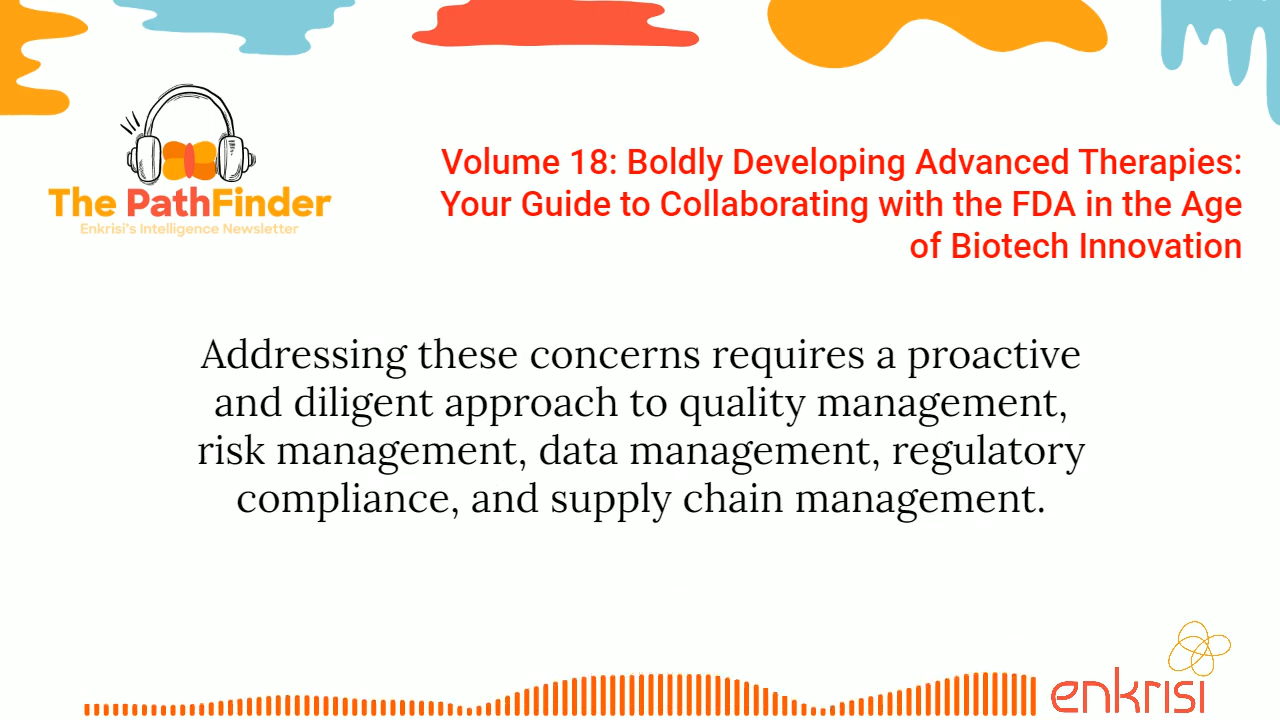 The PathFinder
Enkrisi's Intelligence Newsletter
Volume 18: Boldly Developing Advanced Therapies:
Your Guide to Collaborating with the FDA in the Age
of Biotech Innovation
Addressing these concerns requires a proactive
and diligent approach to quality management,
risk management, data management, regulatory
compliance, and supply chain management.
enkrisi